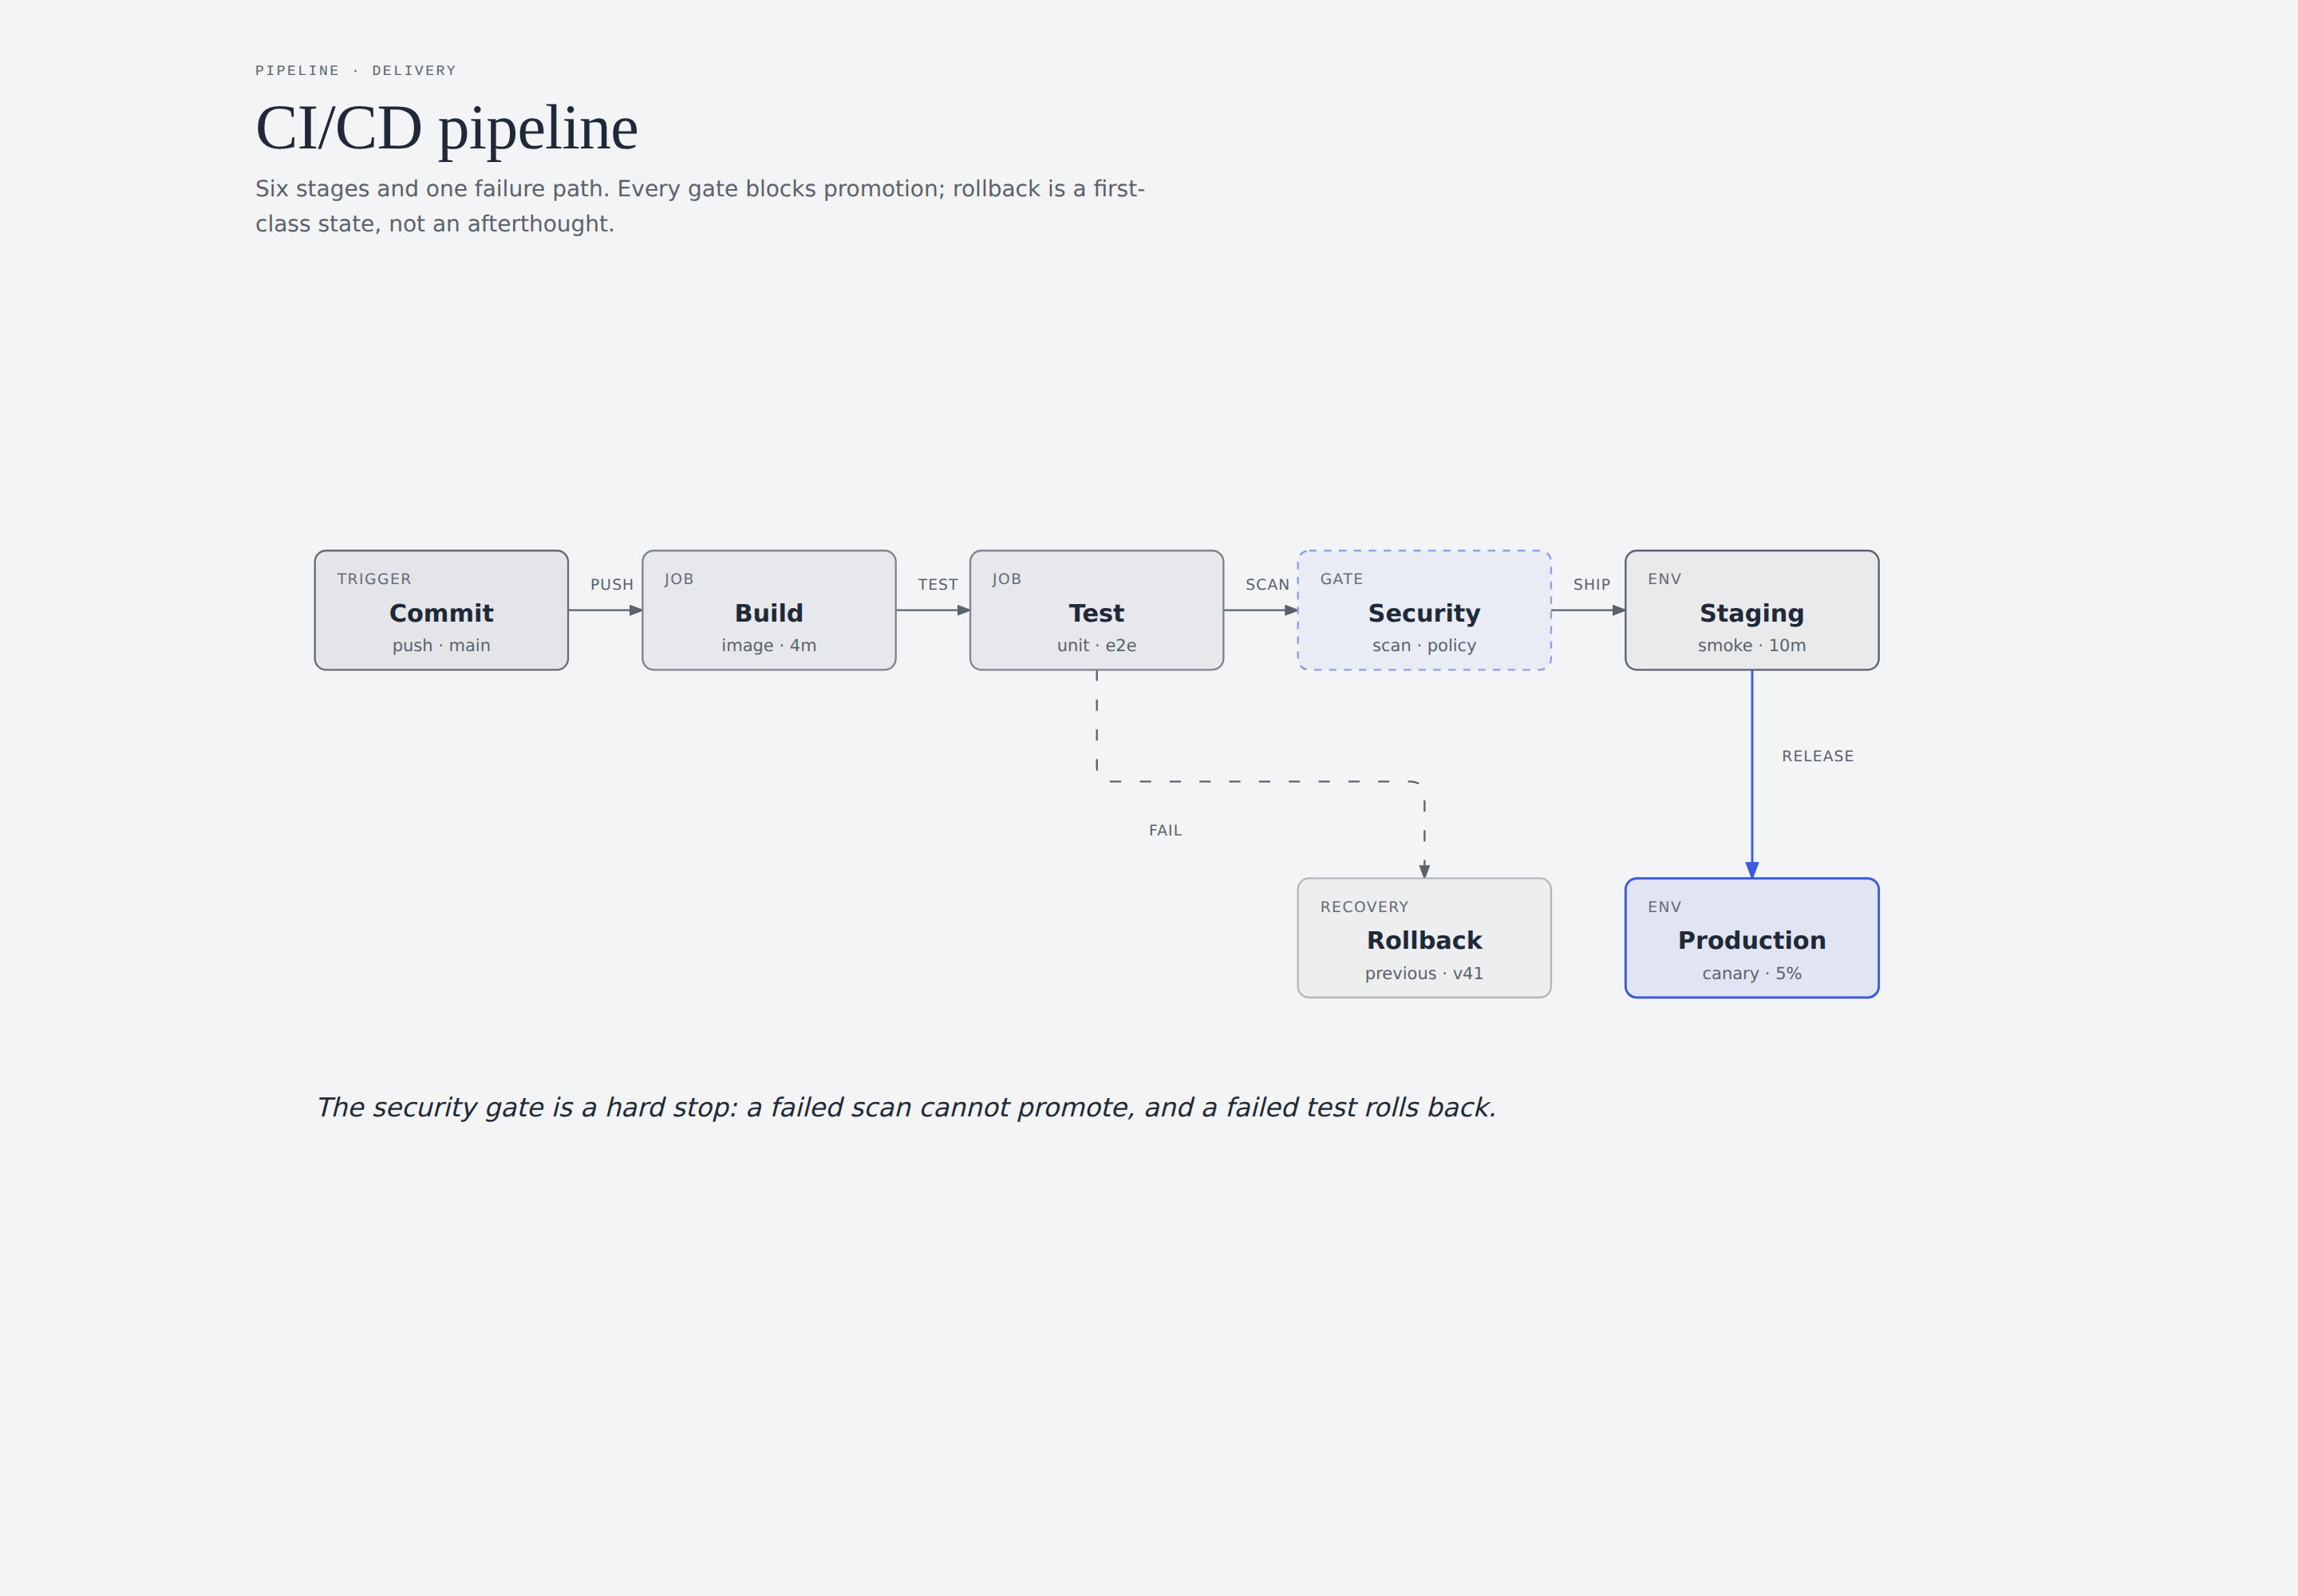 PIPELINE · DELIVERY
CI/CD pipeline
Six stages and one failure path. Every gate blocks promotion; rollback is a first-
class state, not an afterthought.
TRIGGER
Commit
push · main
PUSH
JOB
Build
image · 4m
TEST
JOB
Test
unit · e2e
SCAN
GATE
Security
scan · policy
SHIP
ENV
Staging
smoke · 10m
RELEASE
FAIL
RECOVERY
Rollback
previous · v41
ENV
Production
canary · 5%
The security gate is a hard stop: a failed scan cannot promote, and a failed test rolls back.